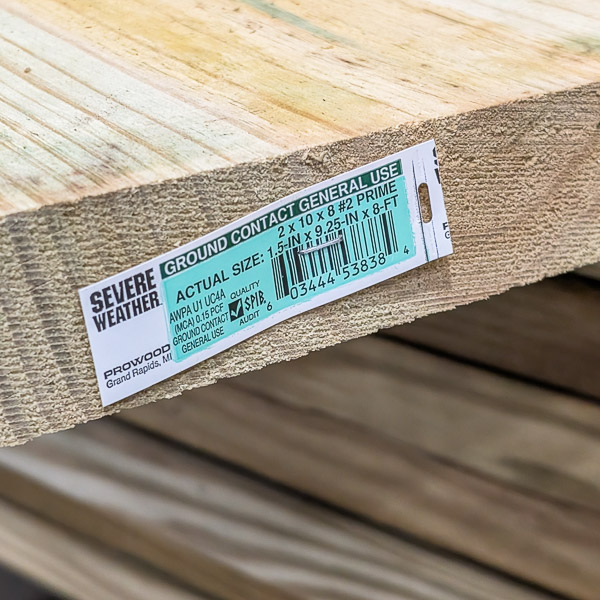 GROUND CONTACT GENERAL USE
2 x 10 x 8 #2 PRIME
ACTUAL SIZE: 1.5-IN x 9.25-IN x 8-FT
SEVERE
WEATHER.
AWPA U1 UC4A
(MCA) 0.15 PCF
GROUND CONTACT
GENERAL USE
QUALITY
SPIB
AUDIT
6 03444 53838 4
PROWOOD
Grand Rapids, MI